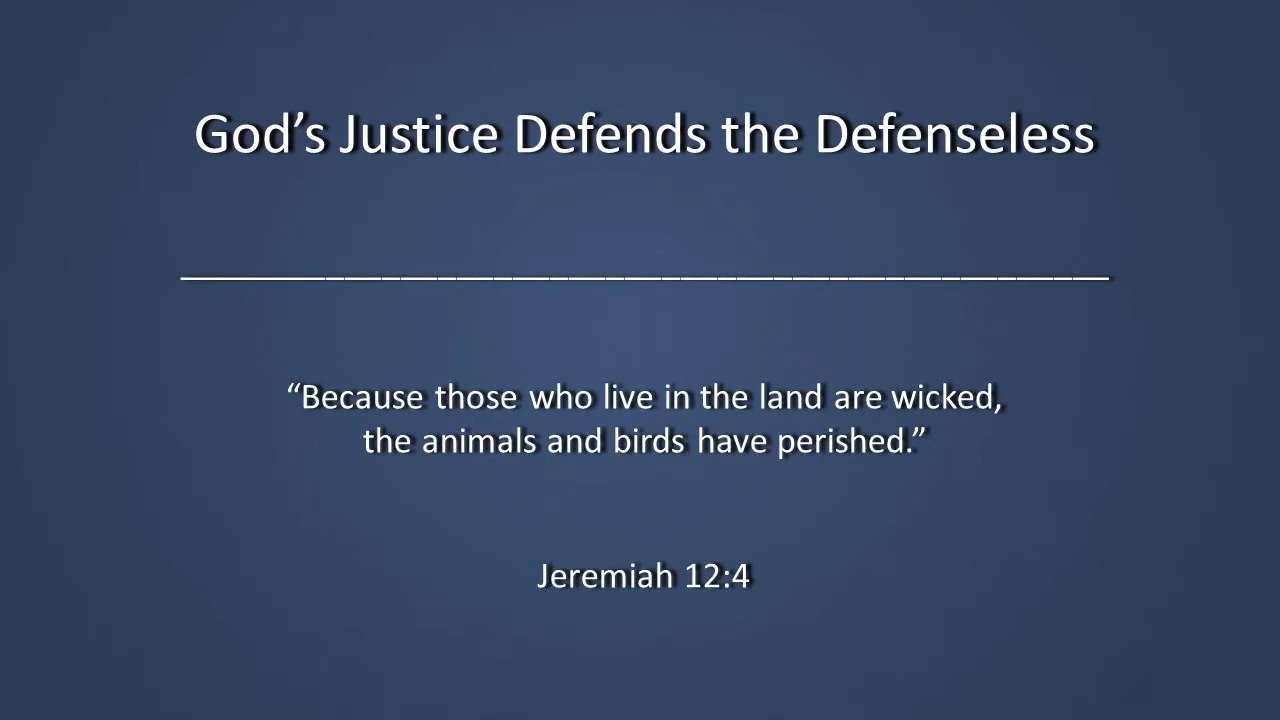 God’s Justice Defends the Defenseless
“Because those who live in the land are wicked,
the animals and birds have perished.”
Jeremiah 12:4